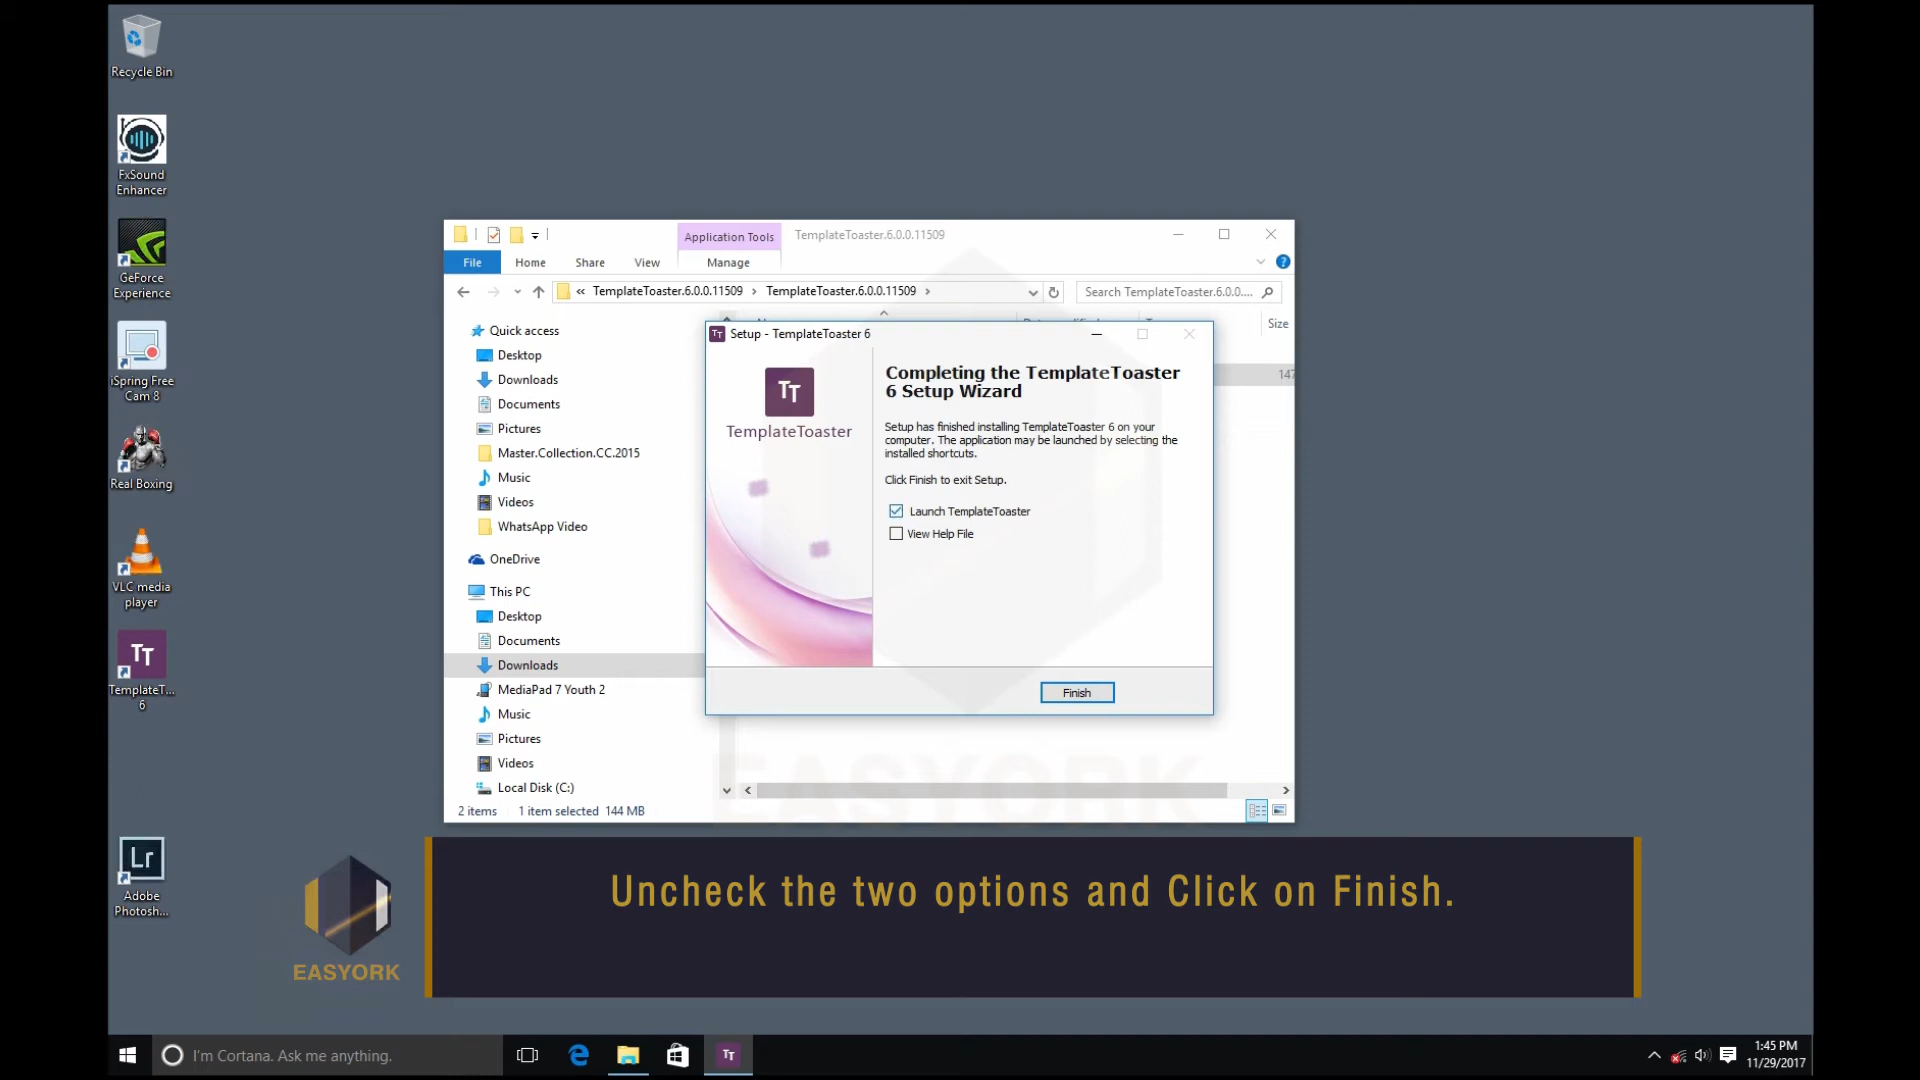 Recycle Bin
FxSound
Enhancer
GeForce
Experience
iSpring Free
Cam 8
Real Boxing
VLC media
player
TT
TemplateT...
6
Lr
Adobe
Photosh...
Application Tools
TemplateToaster.6.0.0.11509
File
Home
Share
View
Manage
« TemplateToaster.6.0.0.11509 > TemplateToaster.6.0.0.11509 >
Search TemplateToaster.6.0.0....
Size
147
Quick access
Desktop
Downloads
Documents
Pictures
Master.Collection.CC.2015
Music
Videos
WhatsApp Video
OneDrive
This PC
Desktop
Documents
Downloads
MediaPad 7 Youth 2
Music
Pictures
Videos
Local Disk (C:)
2 items 1 item selected 144 MB
TT Setup - TemplateToaster 6
TT
TemplateToaster
Completing the TemplateToaster
6 Setup Wizard
Setup has finished installing TemplateToaster 6 on your
computer. The application may be launched by selecting the
installed shortcuts.
Click Finish to exit Setup.
Launch TemplateToaster
View Help File
Finish
EASYORK
Uncheck the two options and Click on Finish.
EASYORK
I'm Cortana. Ask me anything.
TT
1:45 PM
11/29/2017